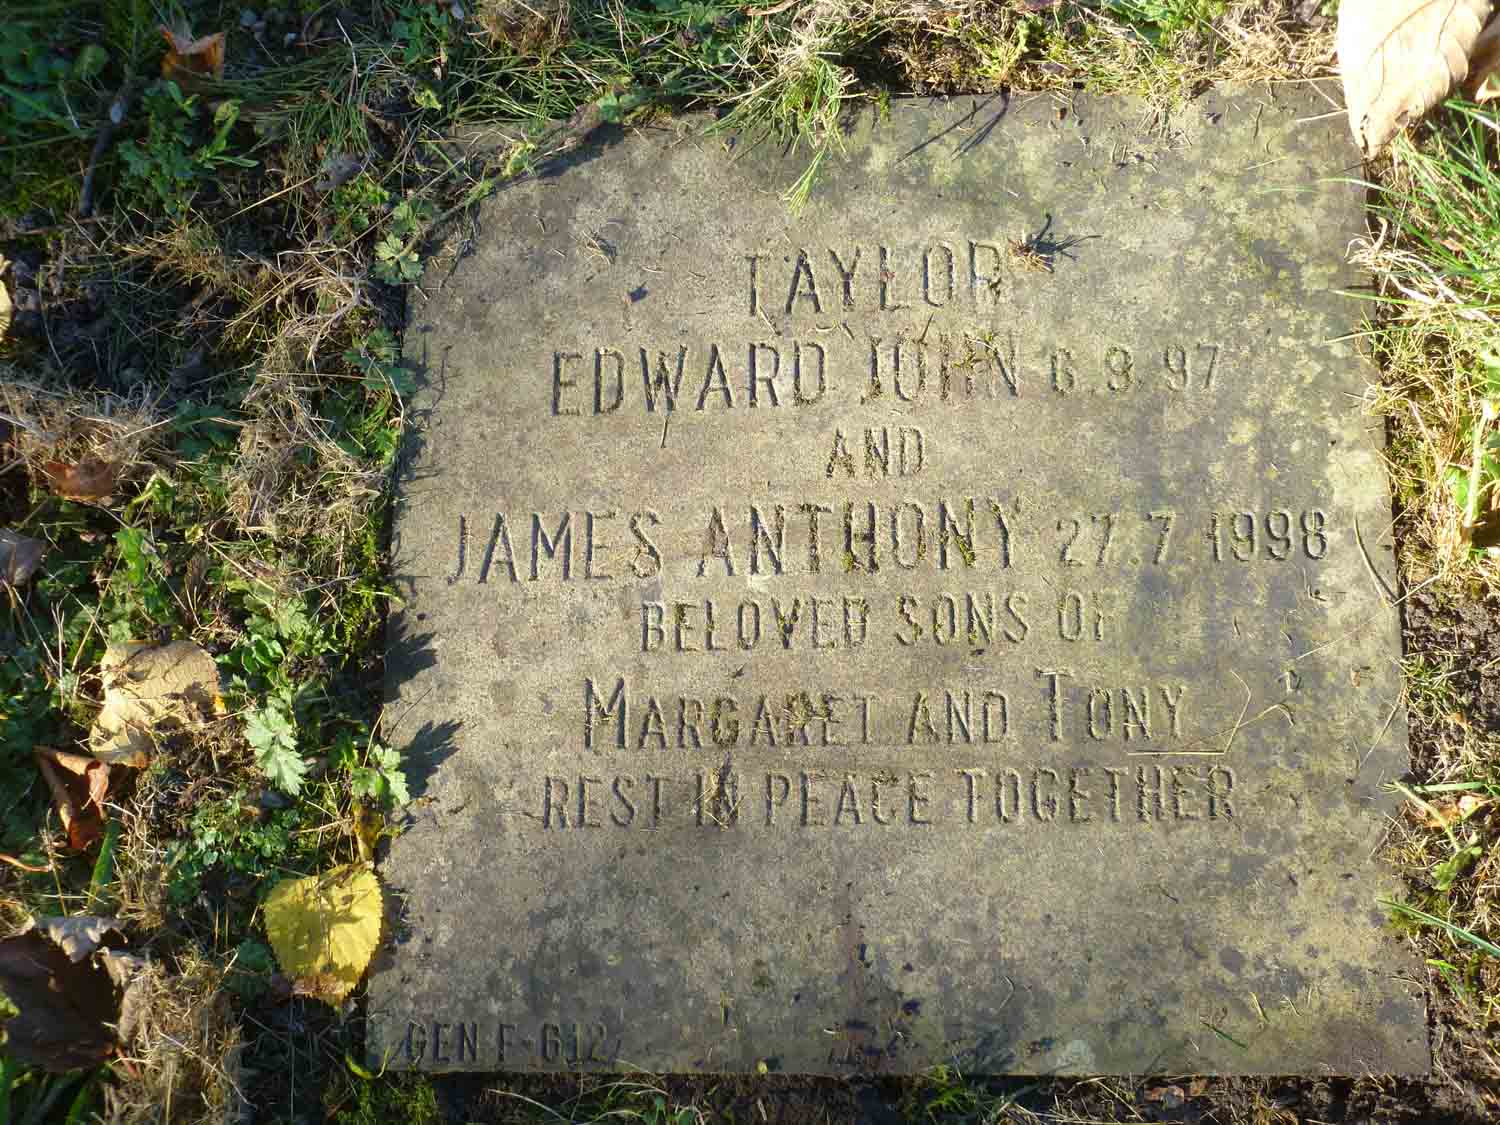 TAYLOR
EDWARD JOHN 6.9.97
AND
JAMES ANTHONY 27.7.1998
BELOVED SONS OF
MARGARET AND TONY
REST IN PEACE TOGETHER
GEN F-612